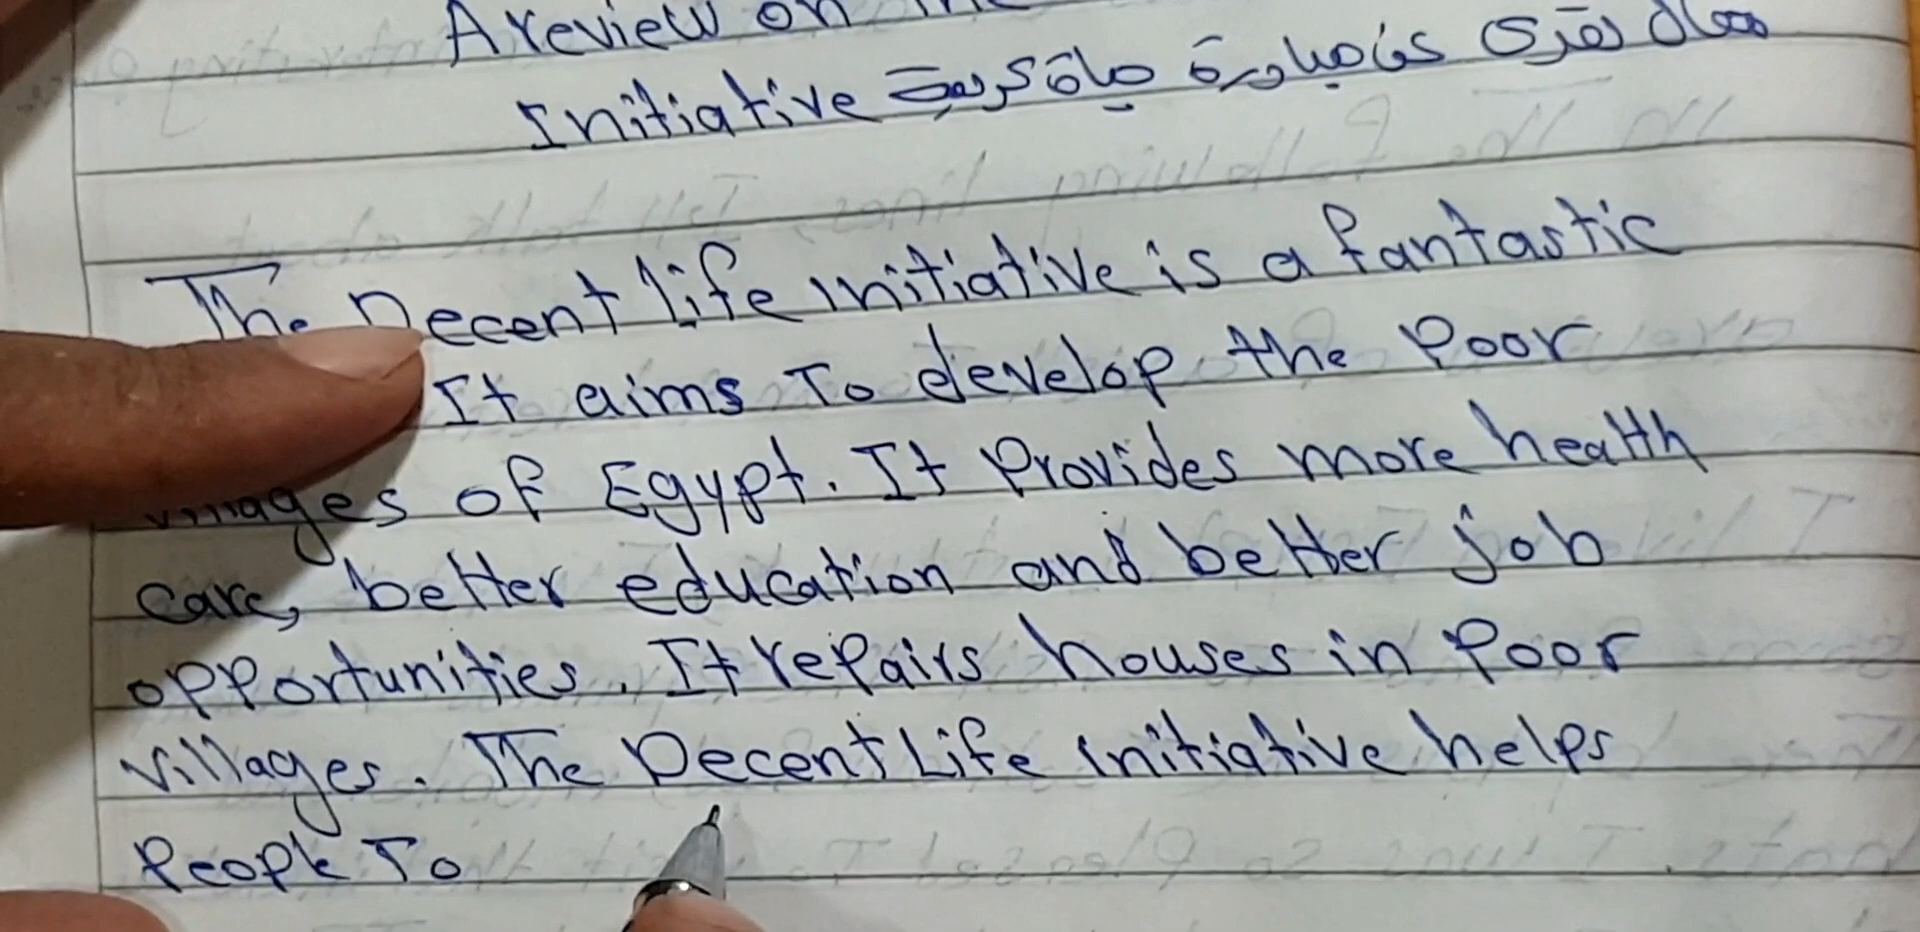 A review on
Initiative مقال نقدى عن مبادرة حياة كريمة
The Decent life initiative is a fantastic
It aims To develop the Poor
villages of Egypt. It Provides more health
care, better education and better job
opportunities. It repairs houses in Poor
villages. The Decent Life initiative helps
People To